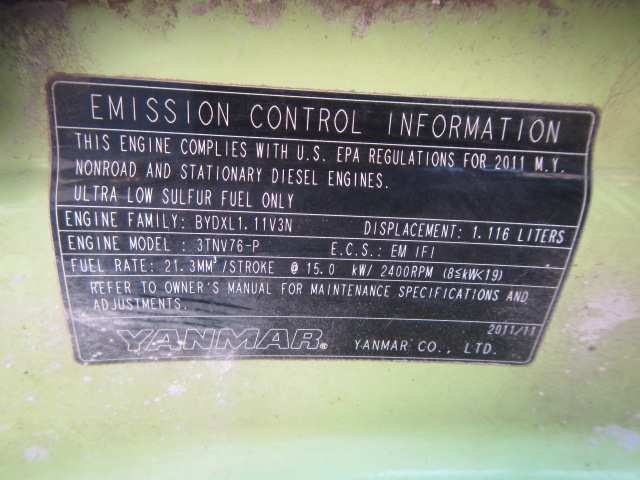 EMISSION CONTROL INFORMATION
THIS ENGINE COMPLIES WITH U.S. EPA REGULATIONS FOR 2011 M.Y.
NONROAD AND STATIONARY DIESEL ENGINES.
ULTRA LOW SULFUR FUEL ONLY
ENGINE FAMILY: BYDXL1.11V3N DISPLACEMENT: 1.116 LITERS
ENGINE MODEL : 3TNV76-P E.C.S.: EM IFI
FUEL RATE: 21.3MM³/STROKE @ 15.0 kW/ 2400RPM (8≤kW<19)
REFER TO OWNER'S MANUAL FOR MAINTENANCE SPECIFICATIONS AND
ADJUSTMENTS.
2011/11
YANMAR® YANMAR CO., LTD.